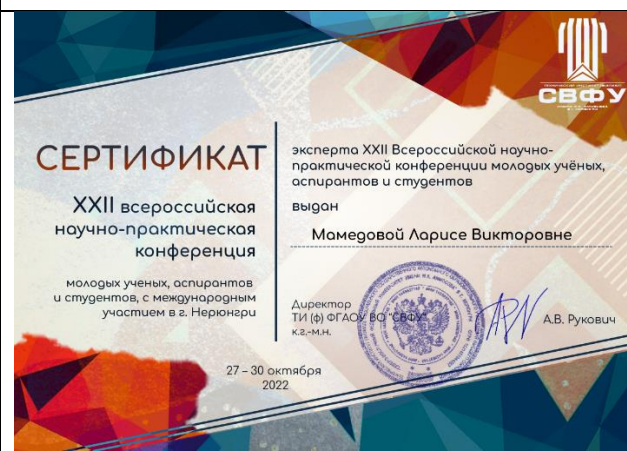 СВФУ
СЕРТИФИКАТ
XXII всероссийская
научно-практическая
конференция
молодых ученых, аспирантов
и студентов, с международным
участием в г. Нерюнгри
27 – 30 октября
2022
эксперта XXII Всероссийской научно-
практической конференции молодых учёных,
аспирантов и студентов
выдан
Мамедовой Ларисе Викторовне
Директор
ТИ (ф) ФГАОУ ВО "СВФУ"
к.г.-м.н.
А.В. Рукович